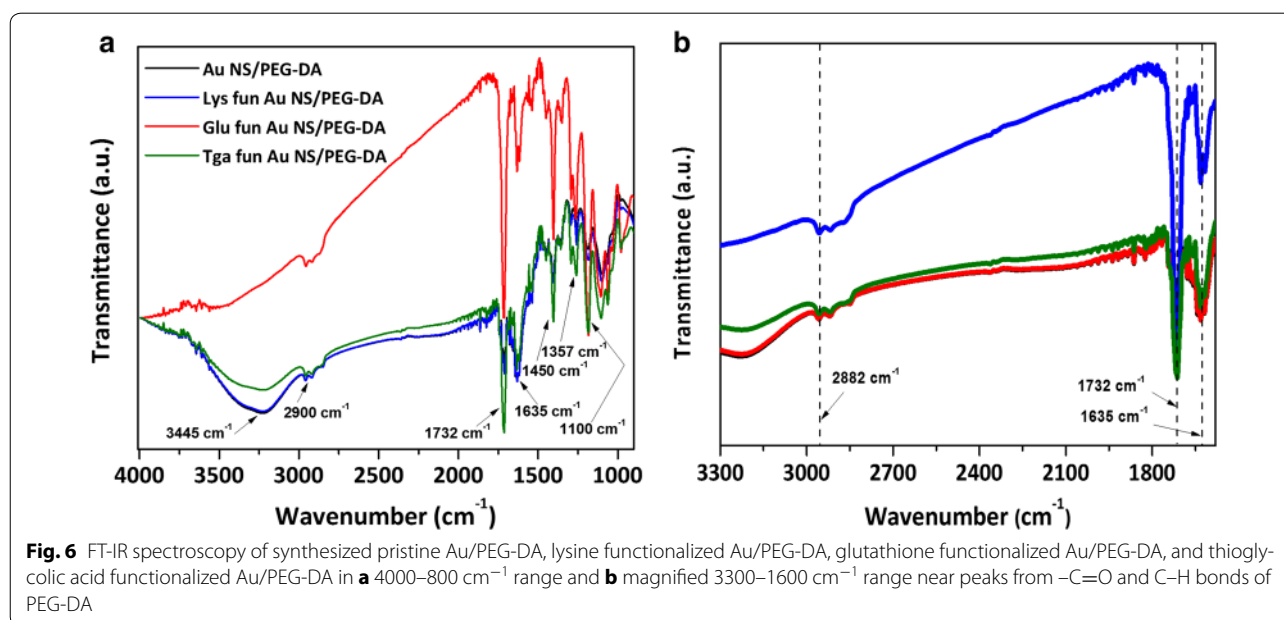 a
Au NS/PEG-DA
Lys fun Au NS/PEG-DA
Glu fun Au NS/PEG-DA
Tga fun Au NS/PEG-DA
Transmittance (a.u.)
3445 cm⁻¹
2900 cm⁻¹
1732 cm⁻¹
1635 cm⁻¹
1450 cm⁻¹
1357 cm⁻¹
1100 cm⁻¹
4000 3500 3000 2500 2000 1500 1000
Wavenumber (cm⁻¹)
b
Transmittance (a.u.)
2882 cm⁻¹
1732 cm⁻¹
1635 cm⁻¹
3300 3000 2700 2400 2100 1800
Wavenumber (cm⁻¹)
Fig. 6 FT-IR spectroscopy of synthesized pristine Au/PEG-DA, lysine functionalized Au/PEG-DA, glutathione functionalized Au/PEG-DA, and thiogly-
colic acid functionalized Au/PEG-DA in a 4000–800 cm⁻¹ range and b magnified 3300–1600 cm⁻¹ range near peaks from –C=O and C–H bonds of
PEG-DA